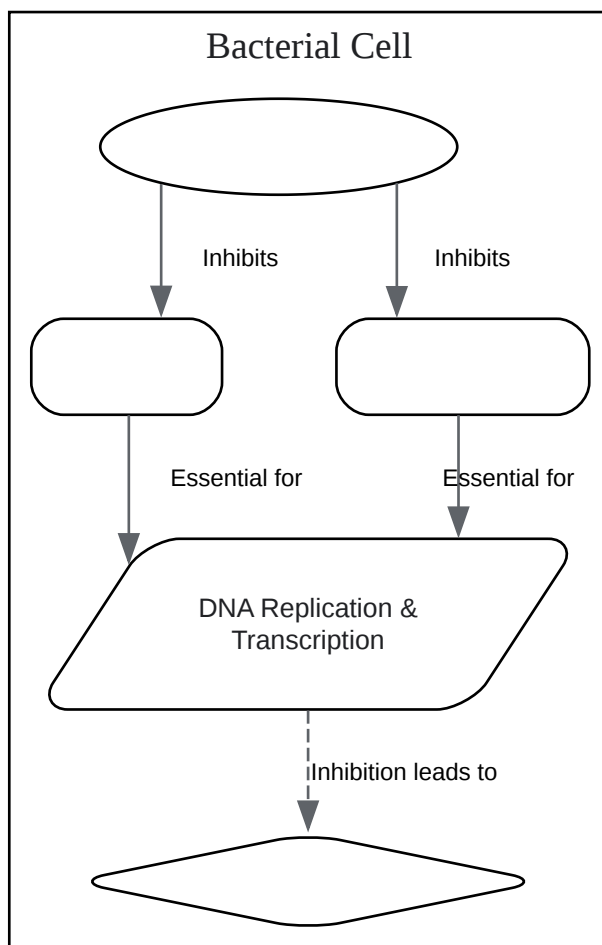 Bacterial Cell
Inhibits
Inhibits
Essential for
Essential for
DNA Replication &
Transcription
Inhibition leads to